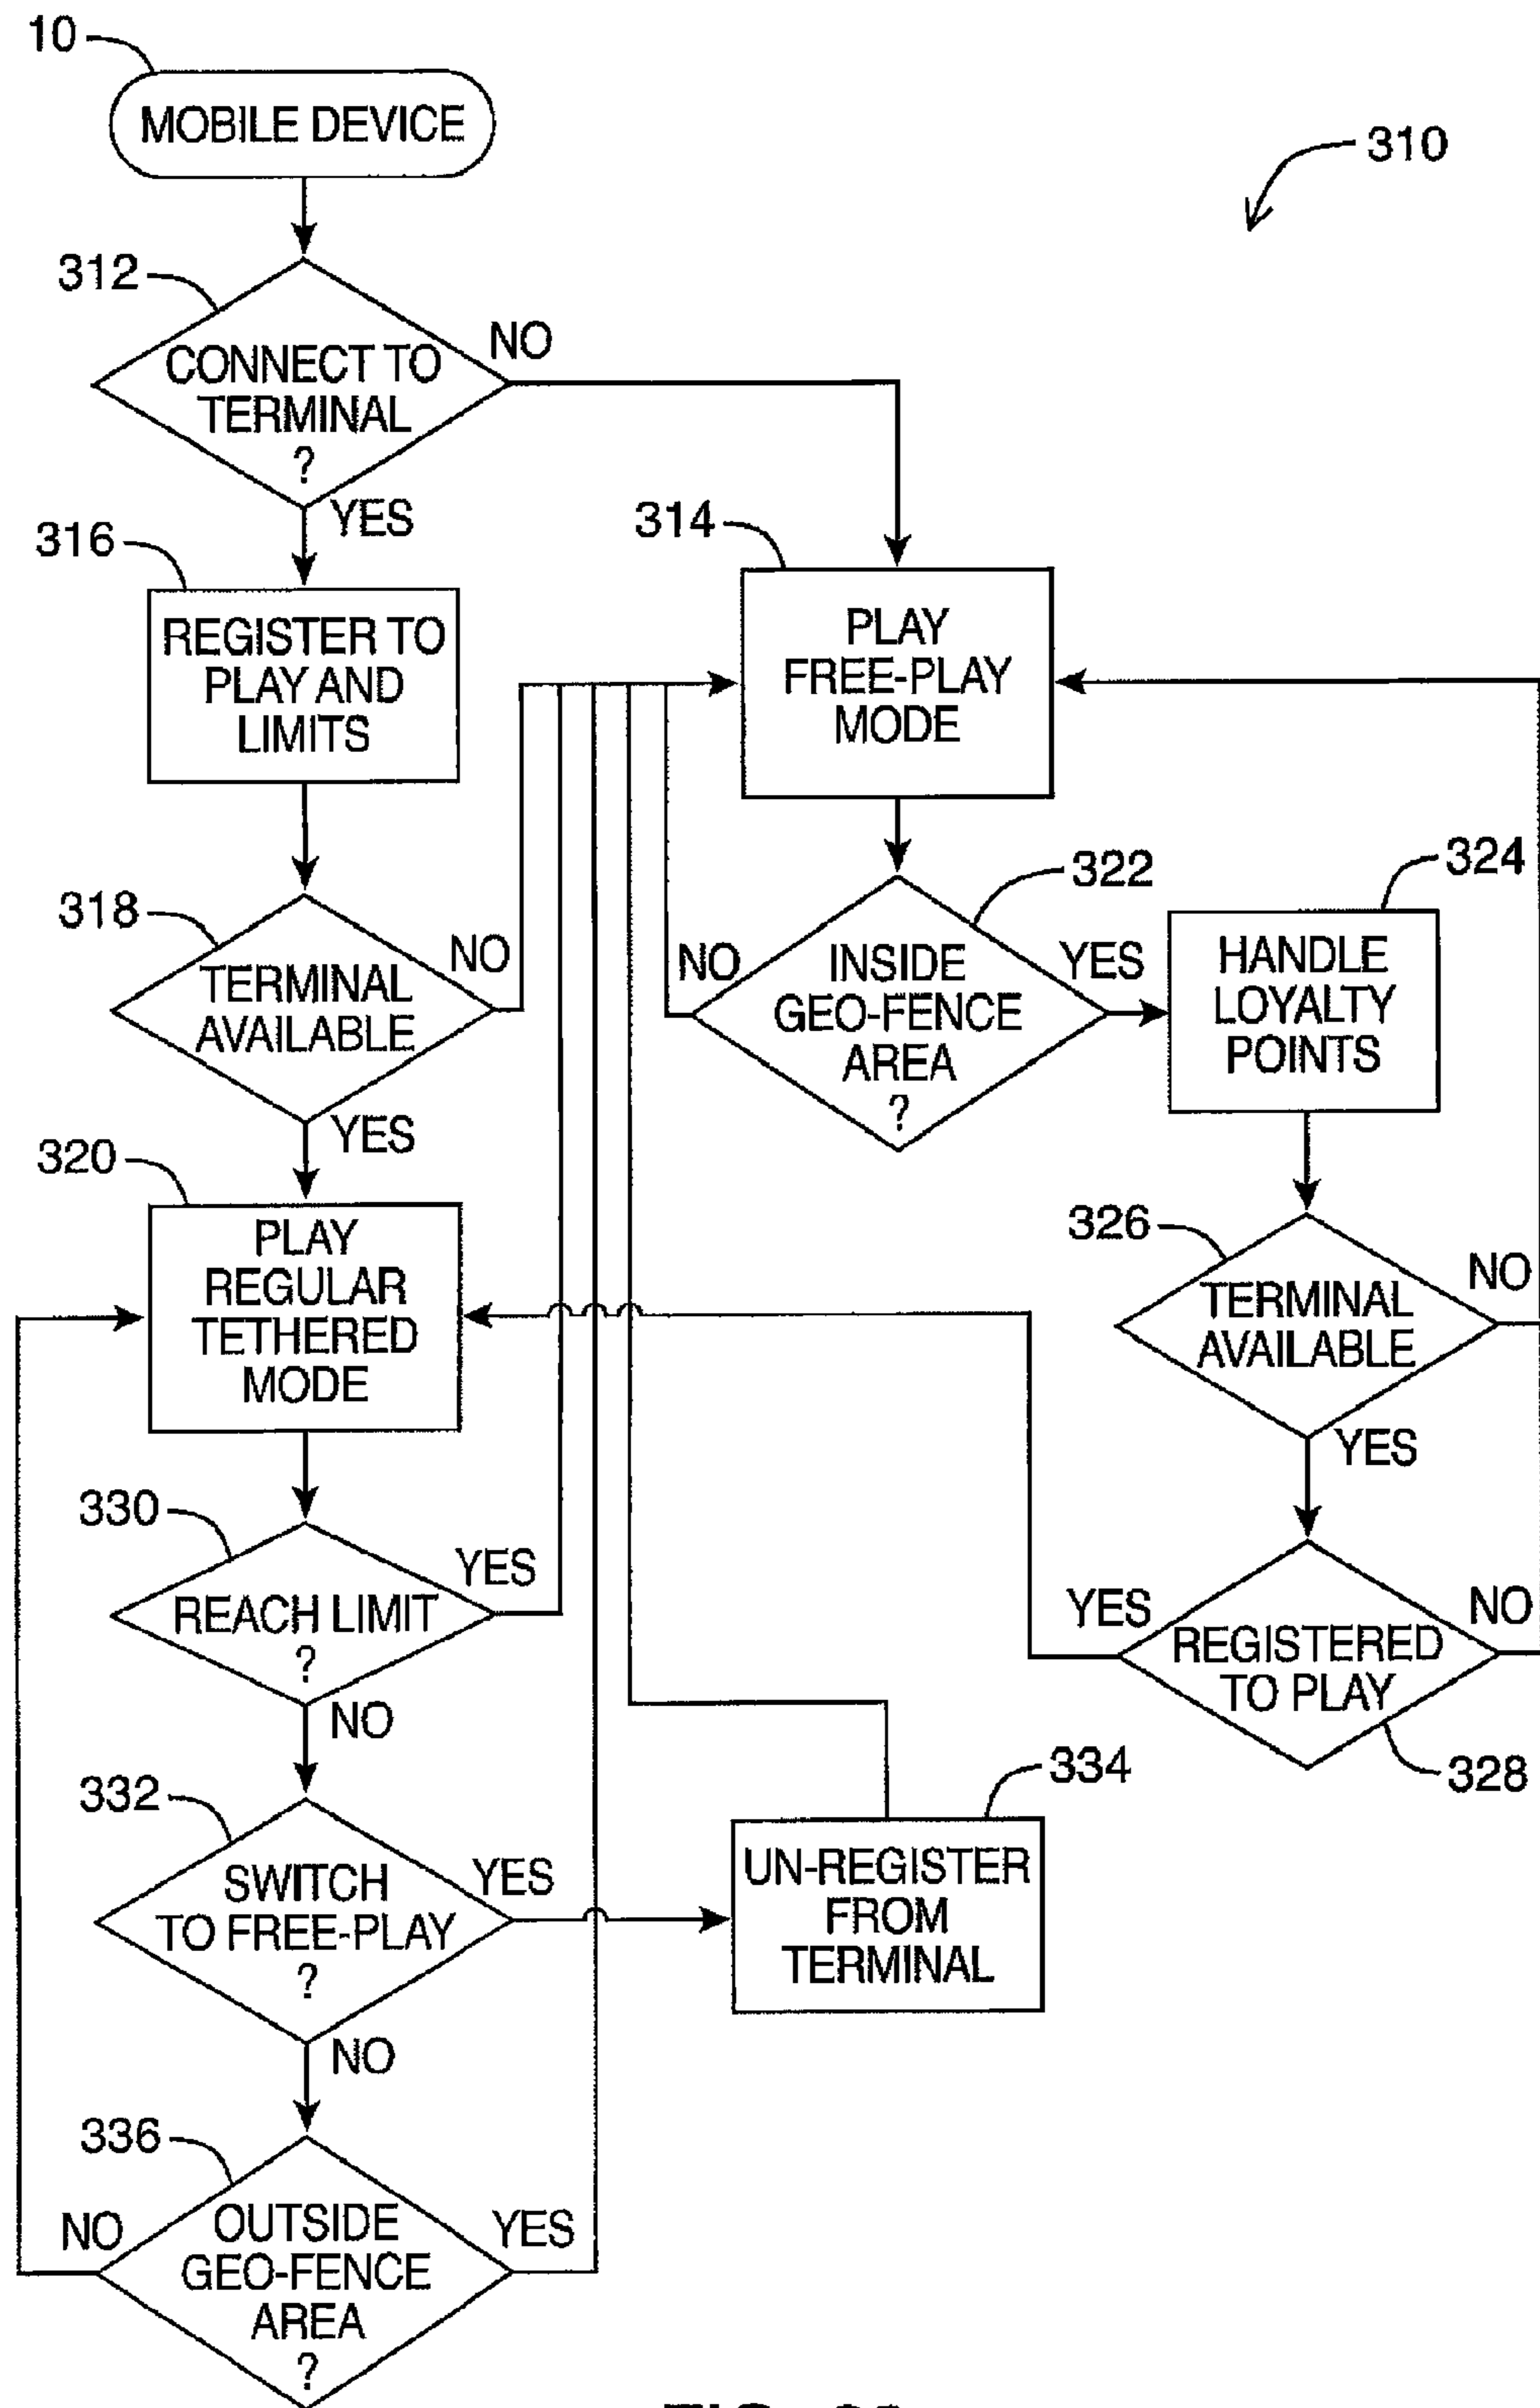 10
MOBILE DEVICE
310
312
CONNECT TO
TERMINAL
?
NO
YES
316
REGISTER TO
PLAY AND
LIMITS
314
PLAY
FREE-PLAY
MODE
318
TERMINAL
AVAILABLE
NO
YES
322
INSIDE
GEO-FENCE
AREA
?
NO
YES
324
HANDLE
LOYALTY
POINTS
320
PLAY
REGULAR
TETHERED
MODE
326
TERMINAL
AVAILABLE
NO
YES
330
REACH LIMIT
?
YES
NO
328
REGISTERED
TO PLAY
YES
NO
332
SWITCH
TO FREE-PLAY
?
YES
NO
334
UN-REGISTER
FROM
TERMINAL
336
OUTSIDE
GEO-FENCE
AREA
?
NO
YES